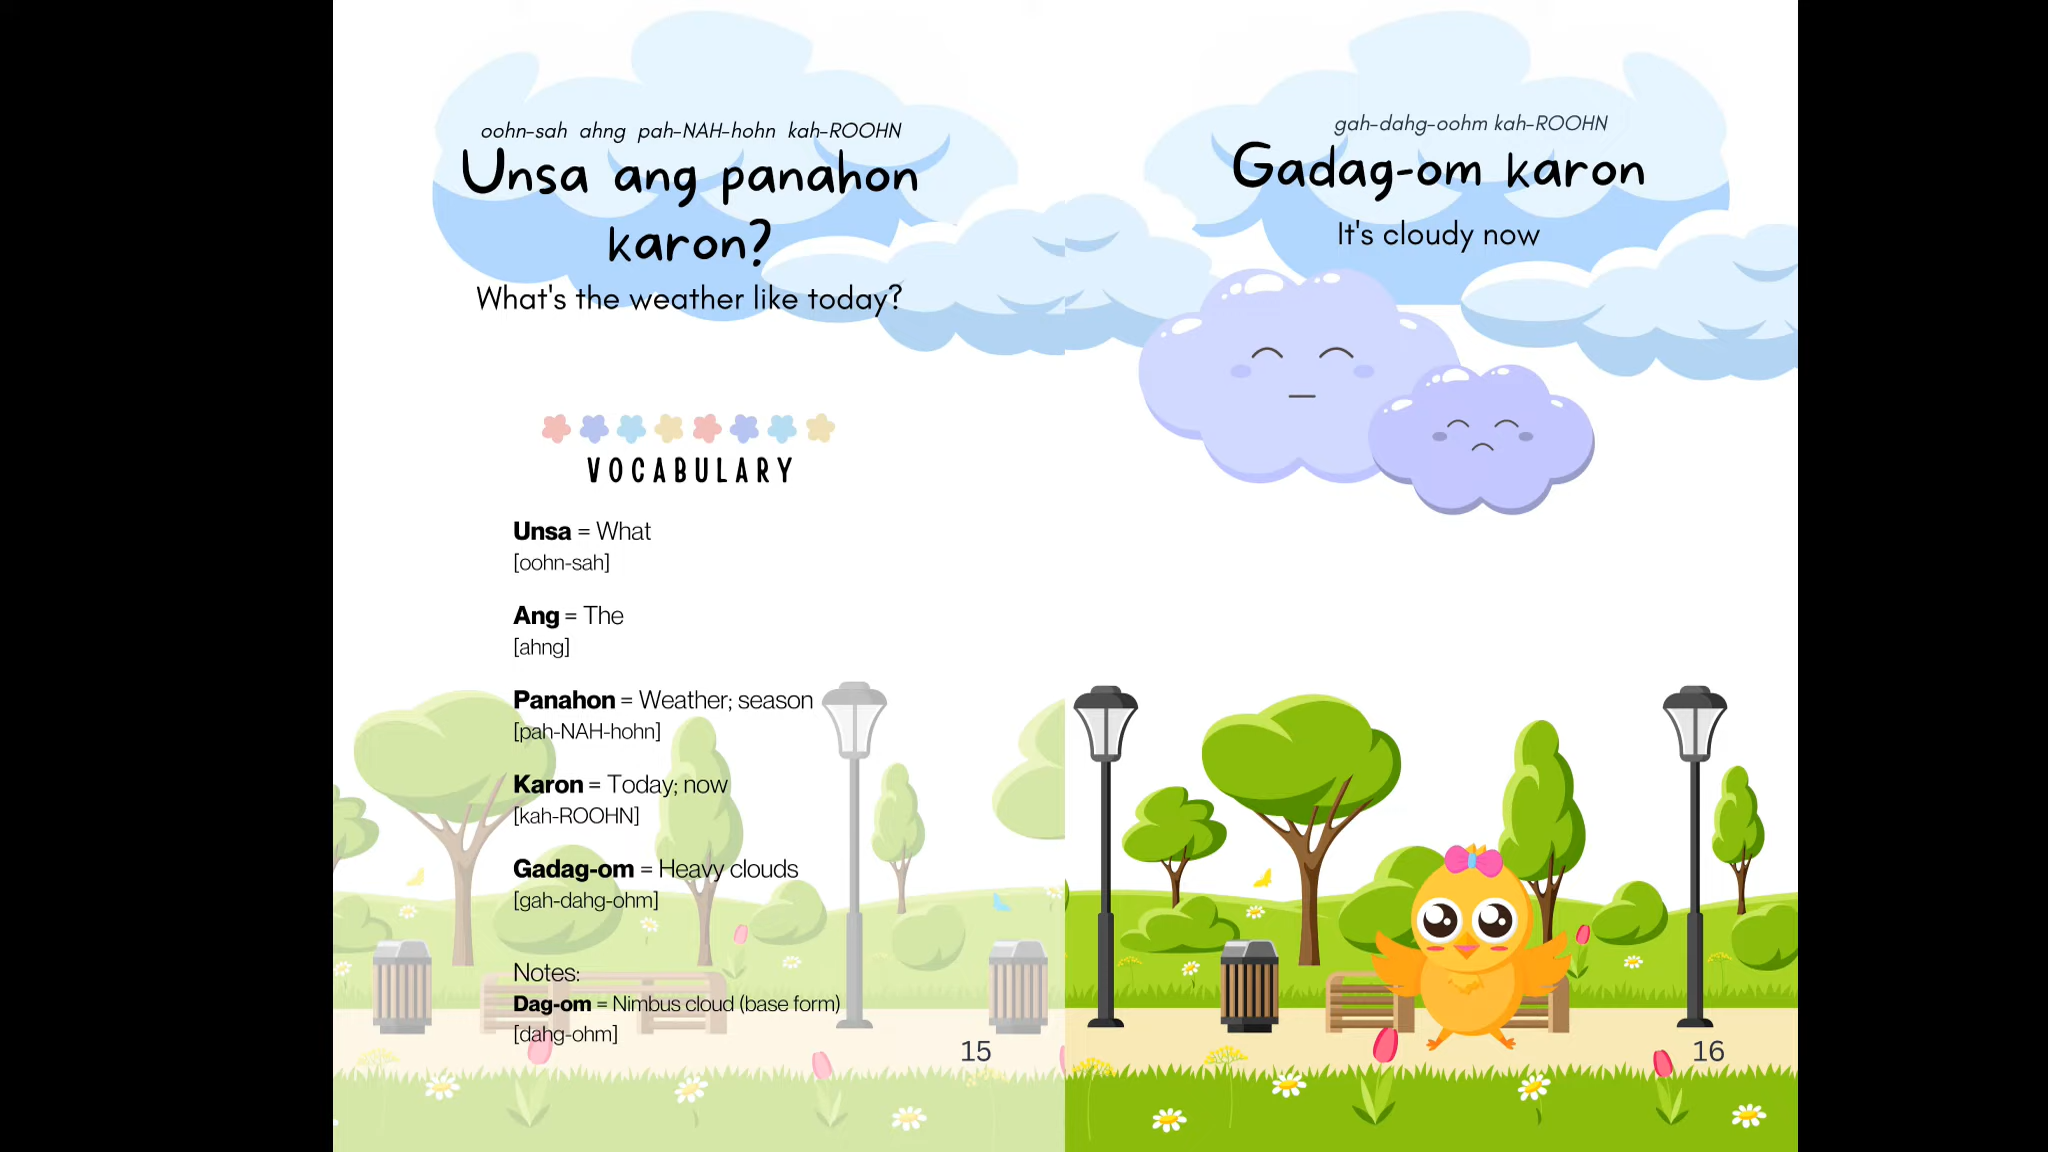 oohn-sah ahng pah-NAH-hohn kah-ROOHN
Unsa ang panahon
karon?
What's the weather like today?
VOCABULARY
Unsa = What
[oohn-sah]
Ang = The
[ahng]
Panahon = Weather; season
[pah-NAH-hohn]
Karon = Today; now
[kah-ROOHN]
Gadag-om = Heavy clouds
[gah-dahg-ohm]
Notes:
Dag-om = Nimbus cloud (base form)
[dahg-ohm]
15
gah-dahg-oohm kah-ROOHN
Gadag-om karon
It's cloudy now
16